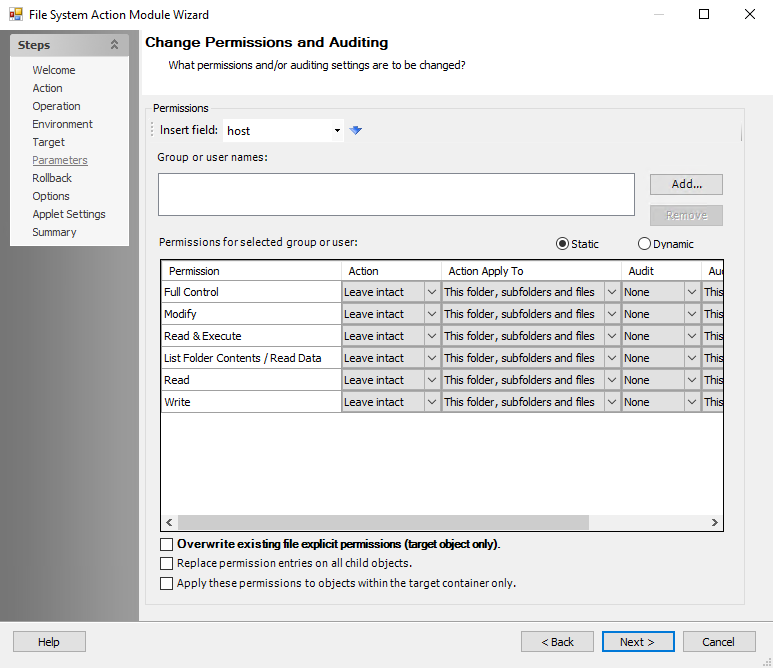 File System Action Module Wizard
Steps
Welcome
Action
Operation
Environment
Target
Parameters
Rollback
Options
Applet Settings
Summary
Change Permissions and Auditing
What permissions and/or auditing settings are to be changed?
Permissions
Insert field: host
Group or user names:
Add...
Remove
Permissions for selected group or user: Static Dynamic
Permission Action Action Apply To Audit Au
Full Control Leave intact This folder, subfolders and files None This
Modify Leave intact This folder, subfolders and files None This
Read & Execute Leave intact This folder, subfolders and files None This
List Folder Contents / Read Data Leave intact This folder, subfolders and files None This
Read Leave intact This folder, subfolders and files None This
Write Leave intact This folder, subfolders and files None This
Overwrite existing file explicit permissions (target object only).
Replace permission entries on all child objects.
Apply these permissions to objects within the target container only.
Help < Back Next > Cancel